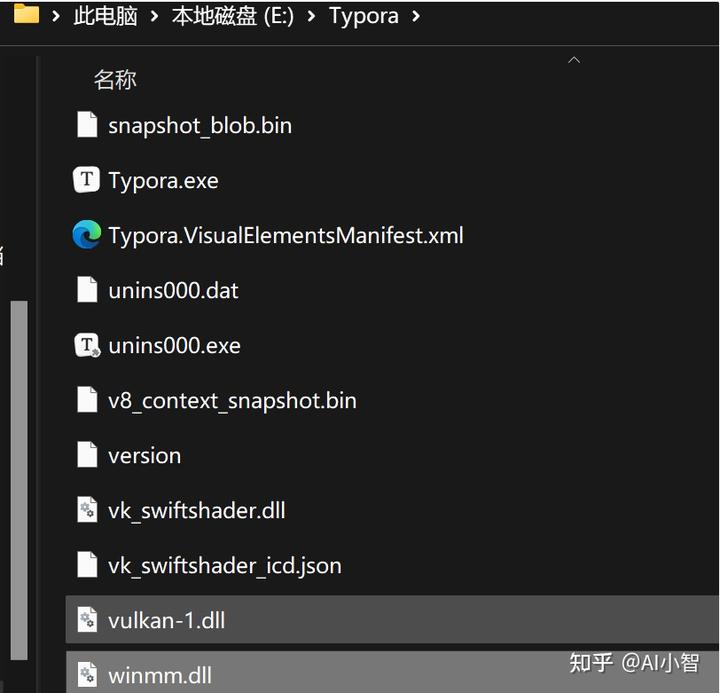 此电脑 › 本地磁盘 (E:) › Typora ›
名称
snapshot_blob.bin
Typora.exe
Typora.VisualElementsManifest.xml
unins000.dat
unins000.exe
v8_context_snapshot.bin
version
vk_swiftshader.dll
vk_swiftshader_icd.json
vulkan-1.dll
winmm.dll
知乎 @AI小智